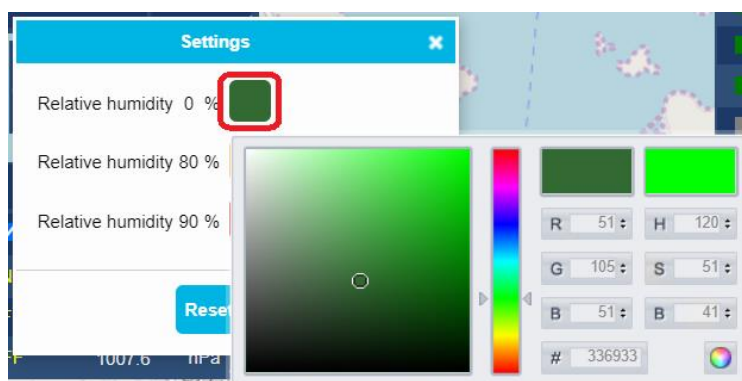 Settings ×
Relative humidity 0 %
Relative humidity 80 %
Relative humidity 90 %
R 51 H 120
G 105 S 51
B 51 B 41
# 336933
1007.6 hPa